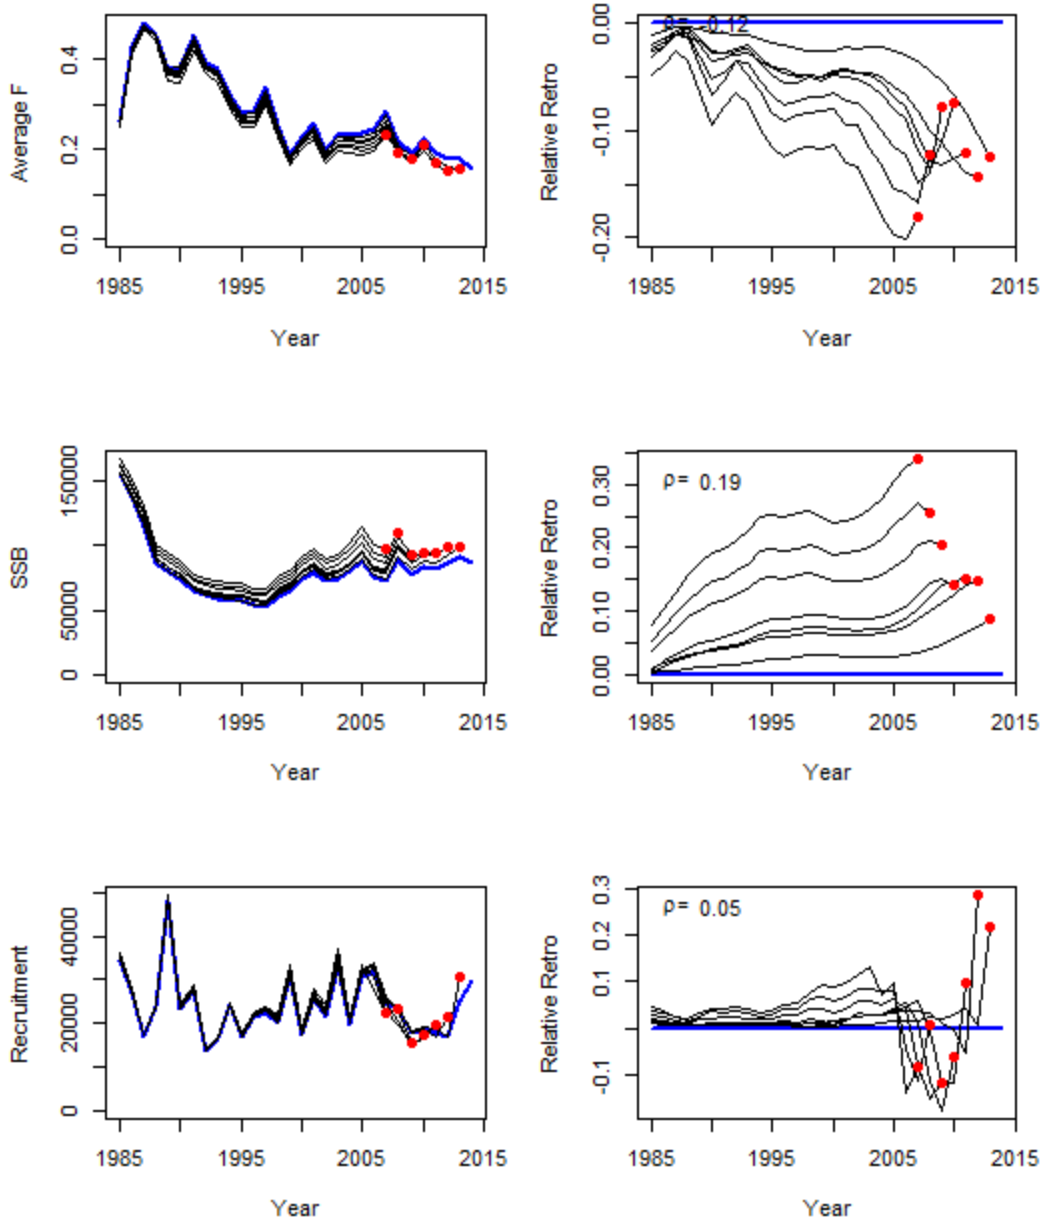 Average F
0.0 0.2 0.4
1985 1995 2005 2015
Year
Relative Retro
-0.20 -0.10 0.00
ρ= -0.12
1985 1995 2005 2015
Year
SSB
0 50000 150000
1985 1995 2005 2015
Year
Relative Retro
0.00 0.10 0.20 0.30
ρ= 0.19
1985 1995 2005 2015
Year
Recruitment
0 20000 40000
1985 1995 2005 2015
Year
Relative Retro
-0.1 0.1 0.2 0.3
ρ= 0.05
1985 1995 2005 2015
Year